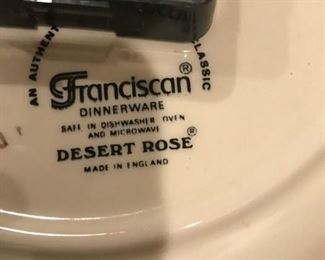 AN AUTHENT
CLASSIC
Franciscan®
DINNERWARE
SAFE IN DISHWASHER OVEN
AND MICROWAVE
DESERT ROSE®
MADE IN ENGLAND